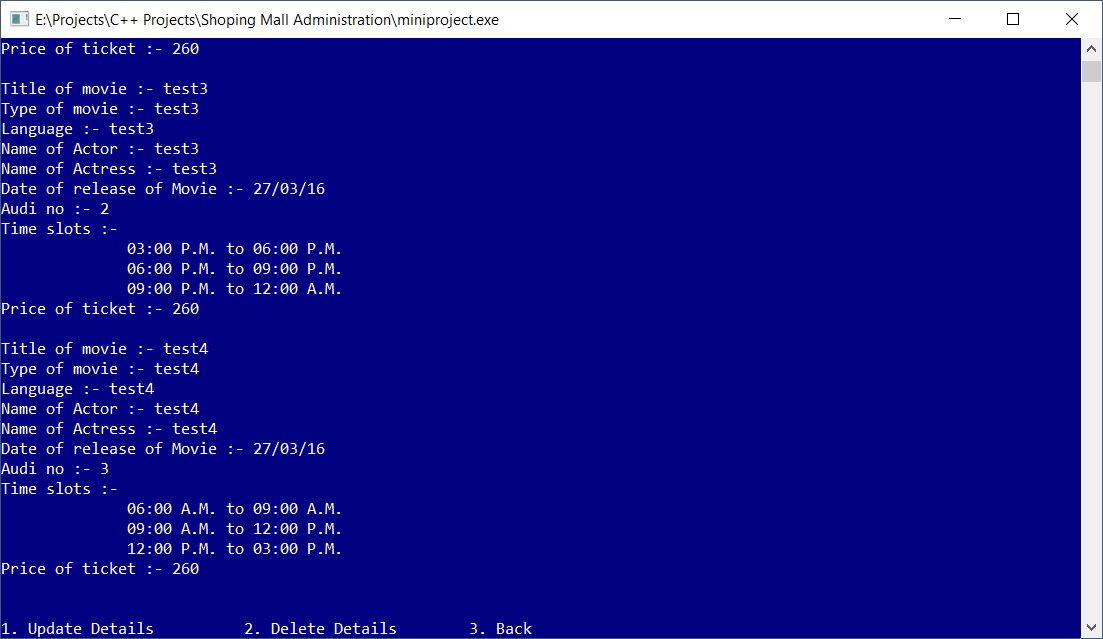 E:\Projects\C++ Projects\Shoping Mall Administration\miniproject.exe
Price of ticket :- 260
Title of movie :- test3
Type of movie :- test3
Language :- test3
Name of Actor :- test3
Name of Actress :- test3
Date of release of Movie :- 27/03/16
Audi no :- 2
Time slots :-
03:00 P.M. to 06:00 P.M.
06:00 P.M. to 09:00 P.M.
09:00 P.M. to 12:00 A.M.
Price of ticket :- 260
Title of movie :- test4
Type of movie :- test4
Language :- test4
Name of Actor :- test4
Name of Actress :- test4
Date of release of Movie :- 27/03/16
Audi no :- 3
Time slots :-
06:00 A.M. to 09:00 A.M.
09:00 A.M. to 12:00 P.M.
12:00 P.M. to 03:00 P.M.
Price of ticket :- 260
1. Update Details 2. Delete Details 3. Back